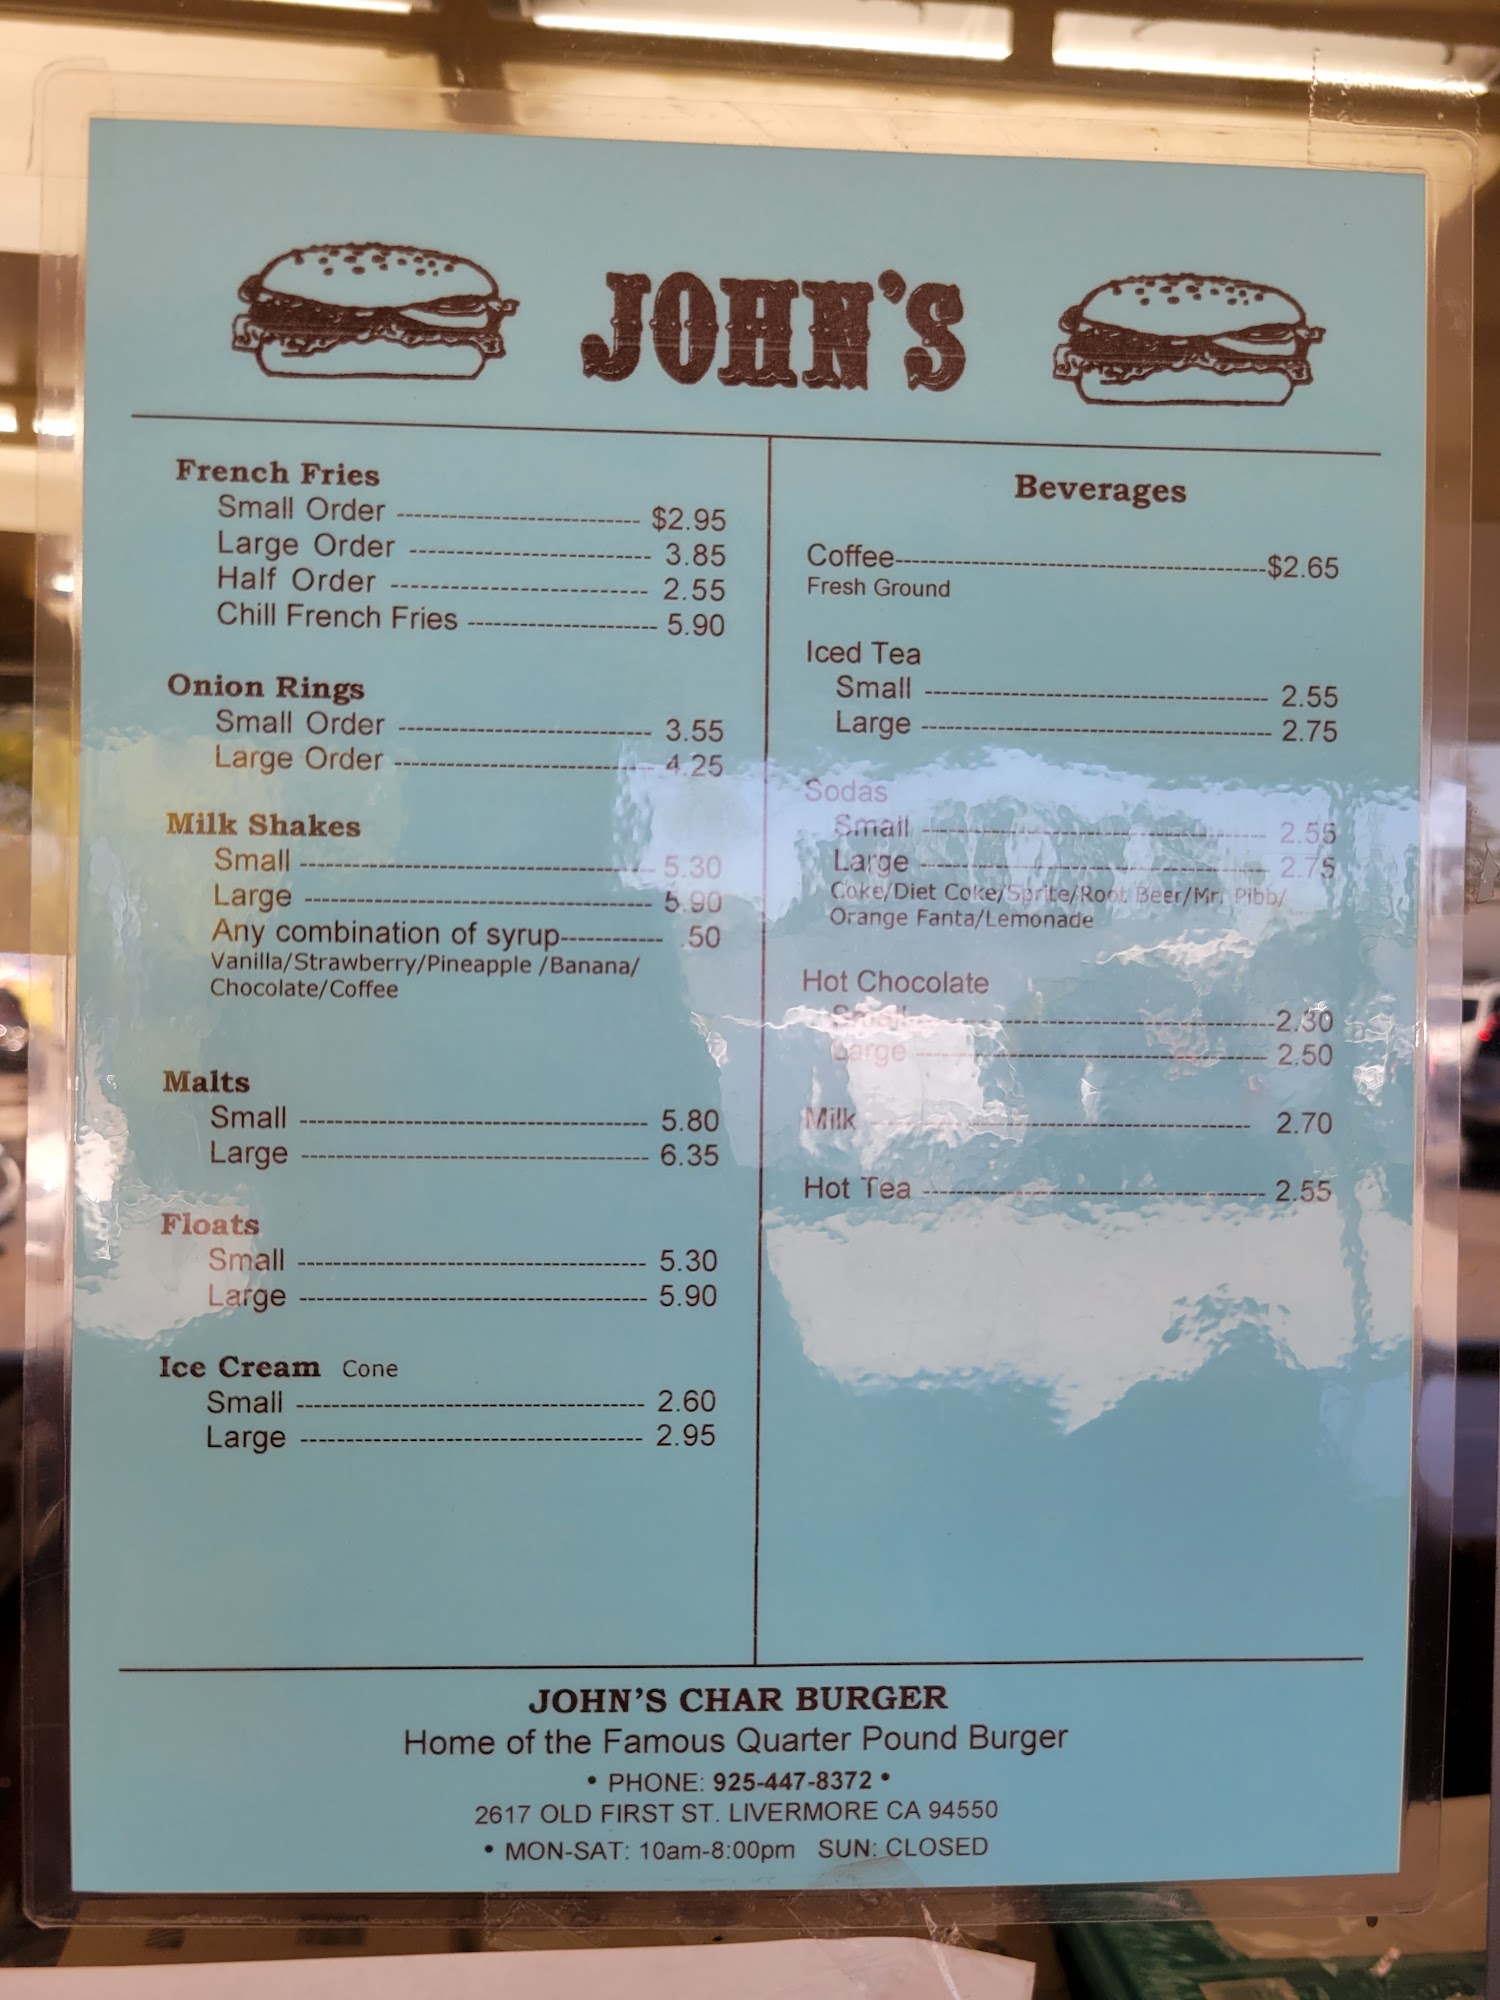 JOHN'S
French Fries
Small Order ---------------------------- $2.95
Large Order ---------------------------- 3.85
Half Order ------------------------------ 2.55
Chill French Fries ---------------------- 5.90
Onion Rings
Small Order ----------------------------- 3.55
Large Order ------------------------------ 4.25
Milk Shakes
Small ----------------------------------------- 5.30
Large ---------------------------------------- 5.90
Any combination of syrup------------ .50
Vanilla/Strawberry/Pineapple /Banana/
Chocolate/Coffee
Malts
Small ---------------------------------------- 5.80
Large ---------------------------------------- 6.35
Floats
Small ---------------------------------------- 5.30
Large ---------------------------------------- 5.90
Ice Cream Cone
Small ---------------------------------------- 2.60
Large --------------------------------------- 2.95
Beverages
Coffee-------------------------------------------$2.65
Fresh Ground
Iced Tea
Small --------------------------------------- 2.55
Large ---------------------------------------- 2.75
Sodas
Small --------------------------------------- 2.55
Large ---------------------------------------- 2.75
Coke/Diet Coke/Sprite/Root Beer/Mr. Pibb/
Orange Fanta/Lemonade
Hot Chocolate
Small -----------------------------------------2.30
Large ---------------------------------------- 2.50
Milk -------------------------------------------- 2.70
Hot Tea --------------------------------------- 2.55
JOHN'S CHAR BURGER
Home of the Famous Quarter Pound Burger
• PHONE: 925-447-8372 •
2617 OLD FIRST ST. LIVERMORE CA 94550
• MON-SAT: 10am-8:00pm SUN: CLOSED